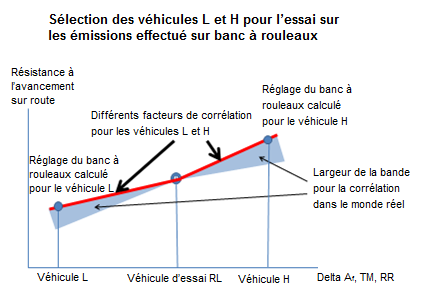 Sélection des véhicules L et H pour l'essai sur
les émissions effectué sur banc à rouleaux
Résistance à
l'avancement
sur route
Réglage du banc à
rouleaux calculé
pour le véhicule H
Différents facteurs de corrélation
pour les véhicules L et H
Réglage du banc à
rouleaux calculé
pour le véhicule L
Largeur de la bande
pour la corrélation
dans le monde réel
Véhicule L
Véhicule d'essai RL
Véhicule H
Delta Ar, TM, RR